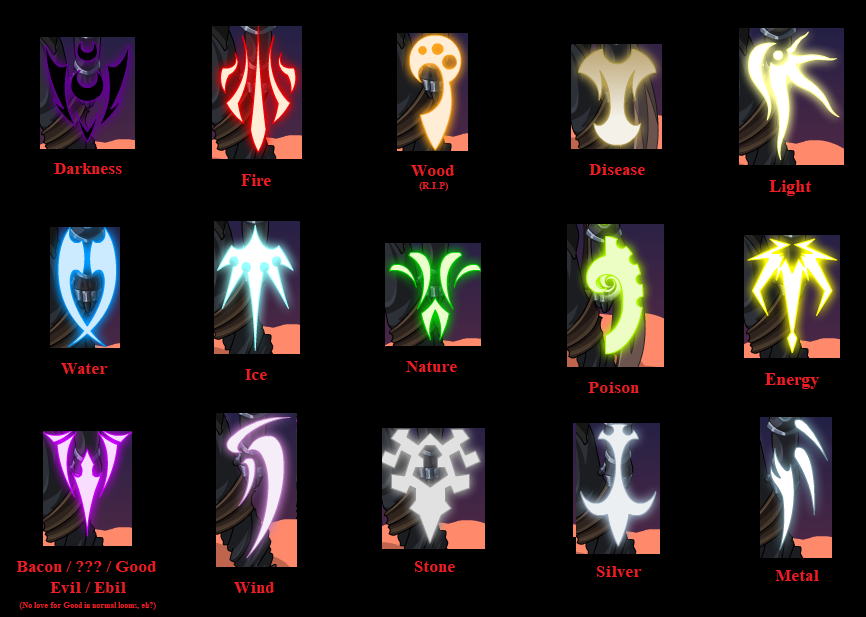 Darkness
Fire
Wood
(R.I.P)
Disease
Light
Water
Ice
Nature
Poison
Energy
Bacon / ??? / Good
Evil / Ebil
(No love for Good in normal looms, eh?)
Wind
Stone
Silver
Metal